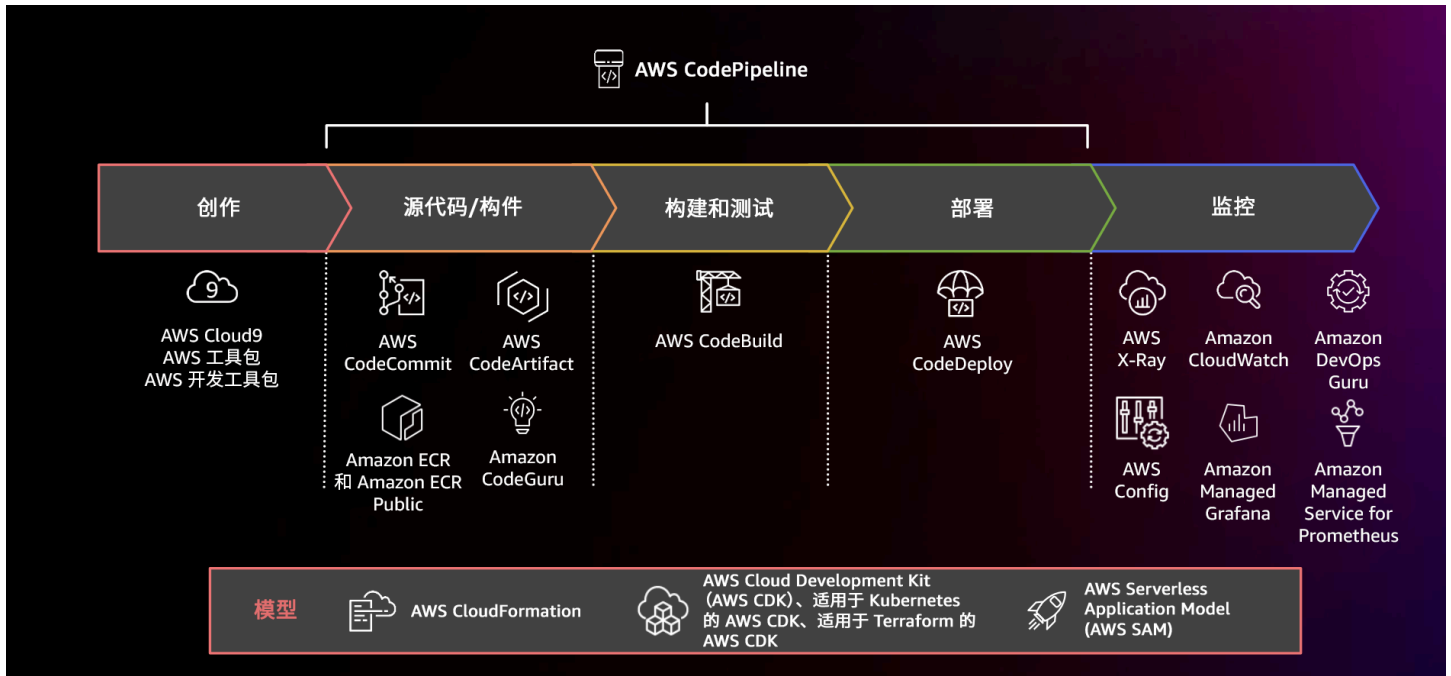 AWS CodePipeline
创作
源代码/构件
构建和测试
部署
监控
9
AWS Cloud9
AWS 工具包
AWS 开发工具包
AWS
CodeCommit
AWS
CodeArtifact
Amazon ECR
和 Amazon ECR
Public
Amazon
CodeGuru
AWS CodeBuild
AWS
CodeDeploy
AWS
X-Ray
Amazon
CloudWatch
Amazon
DevOps
Guru
AWS
Config
Amazon
Managed
Grafana
Amazon
Managed
Service for
Prometheus
模型
AWS CloudFormation
AWS Cloud Development Kit
（AWS CDK）、适用于 Kubernetes
的 AWS CDK、适用于 Terraform 的
AWS CDK
AWS Serverless
Application Model
(AWS SAM)